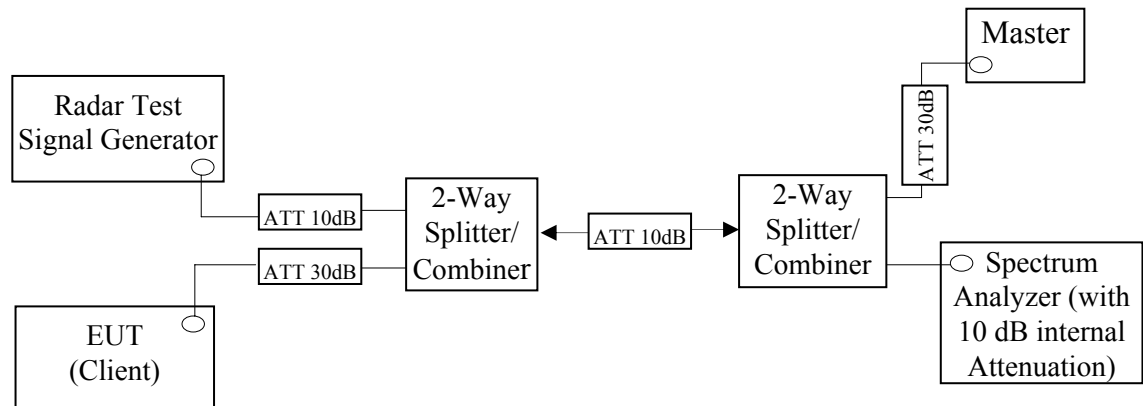 Radar Test
Signal Generator
ATT 10dB
ATT 30dB
EUT
(Client)
2-Way
Splitter/
Combiner
ATT 10dB
2-Way
Splitter/
Combiner
Master
ATT 30dB
Spectrum
Analyzer (with
10 dB internal
Attenuation)